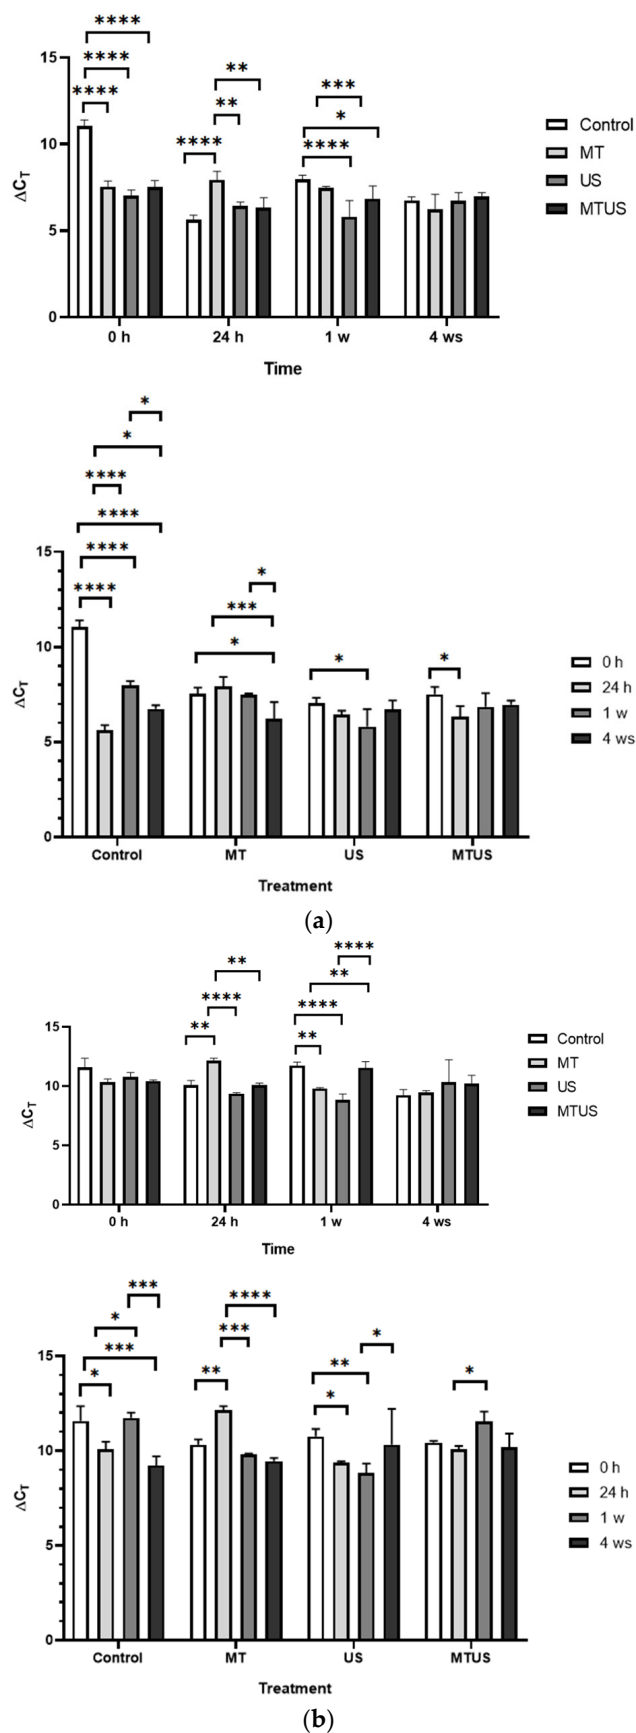 ****
****
**
****
***
****
**
*
****
****
15
10
5
0
ΔCT
0 h
24 h
1 w
4 ws
Time
Control
MT
US
MTUS
*
*
****
****
****
*
***
****
*
*
*
15
10
5
0
ΔCT
Control
MT
US
MTUS
Treatment
0 h
24 h
1 w
4 ws
(a)
****
**
**
****
****
**
**
15
10
5
0
ΔCT
0 h
24 h
1 w
4 ws
Time
Control
MT
US
MTUS
***
****
*
***
*
***
**
**
*
*
*
15
10
5
0
ΔCT
Control
MT
US
MTUS
Treatment
0 h
24 h
1 w
4 ws
(b)